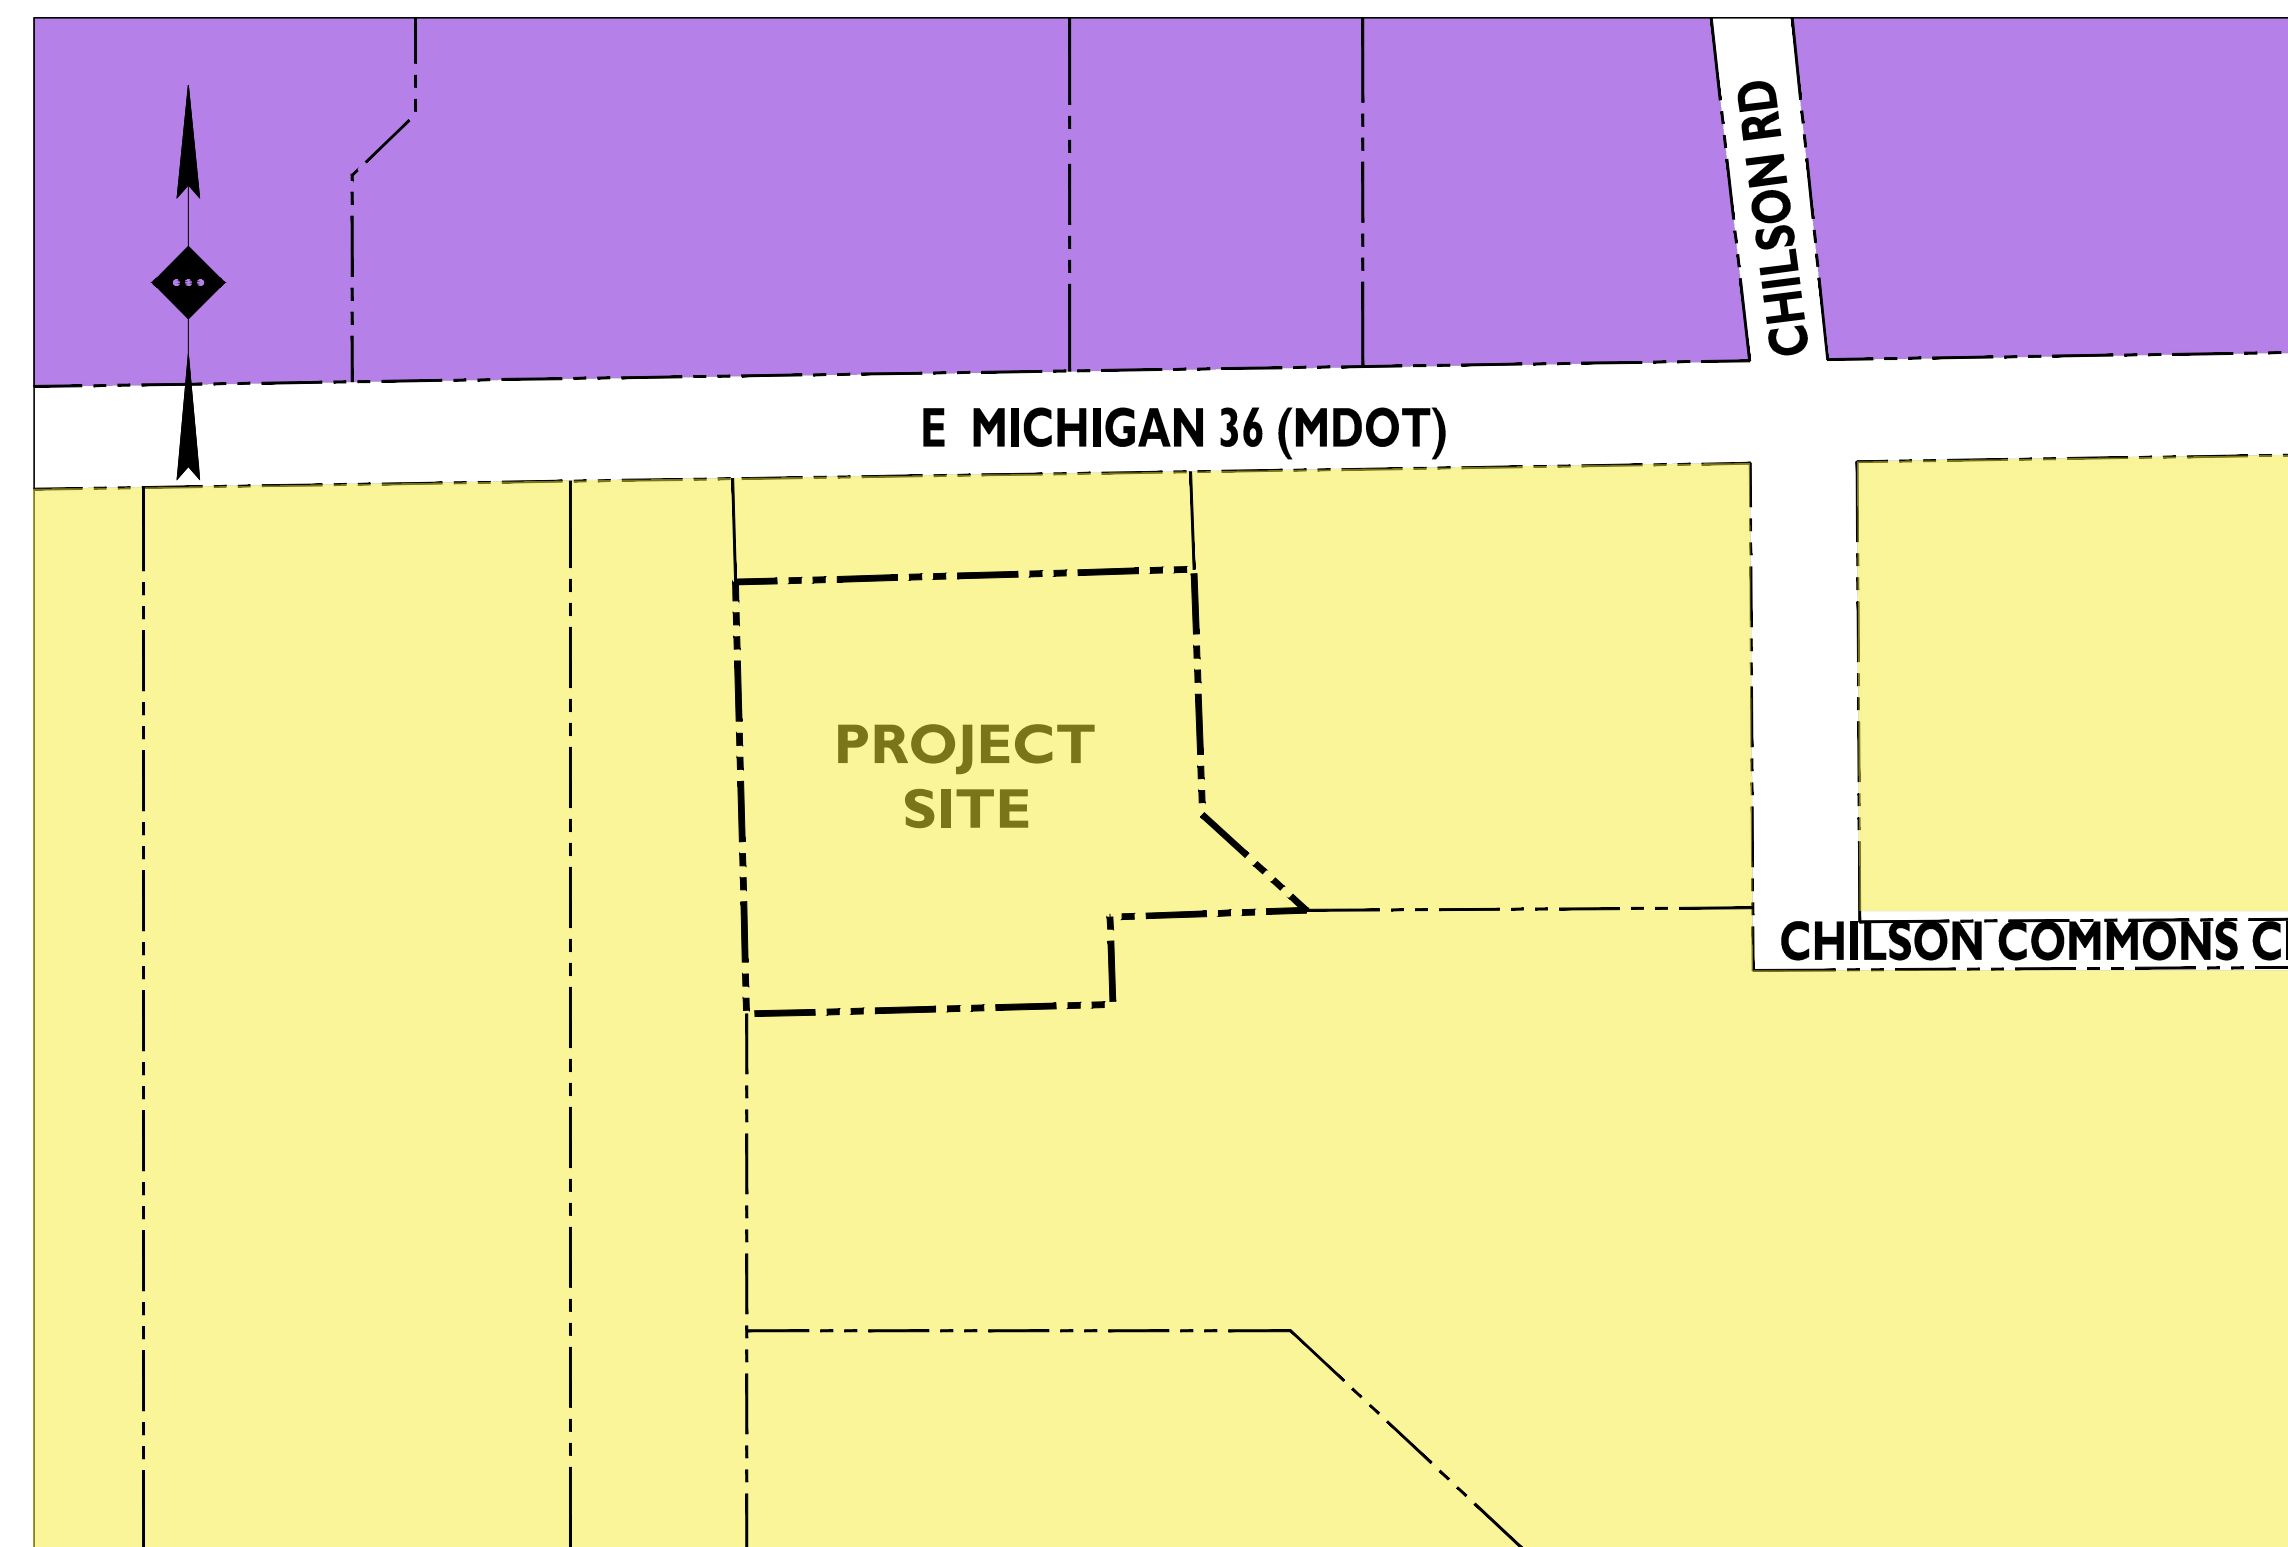 CHILSON RD
E MICHIGAN 36 (MDOT)
PROJECT
SITE
CHILSON COMMONS